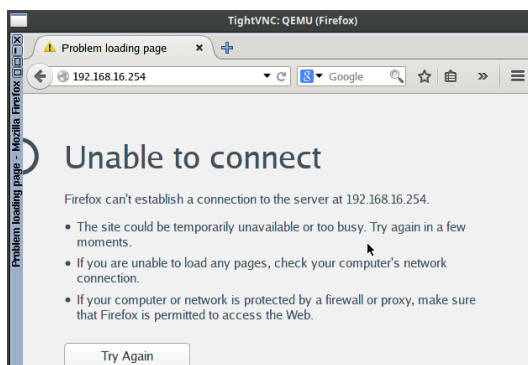 TightVNC: QEMU (Firefox)
Problem loading page - Mozilla Firefox
Problem loading page
192.168.16.254
8 Google
Unable to connect
Firefox can't establish a connection to the server at 192.168.16.254.
• The site could be temporarily unavailable or too busy. Try again in a few
moments.
• If you are unable to load any pages, check your computer's network
connection.
• If your computer or network is protected by a firewall or proxy, make sure
that Firefox is permitted to access the Web.
Try Again